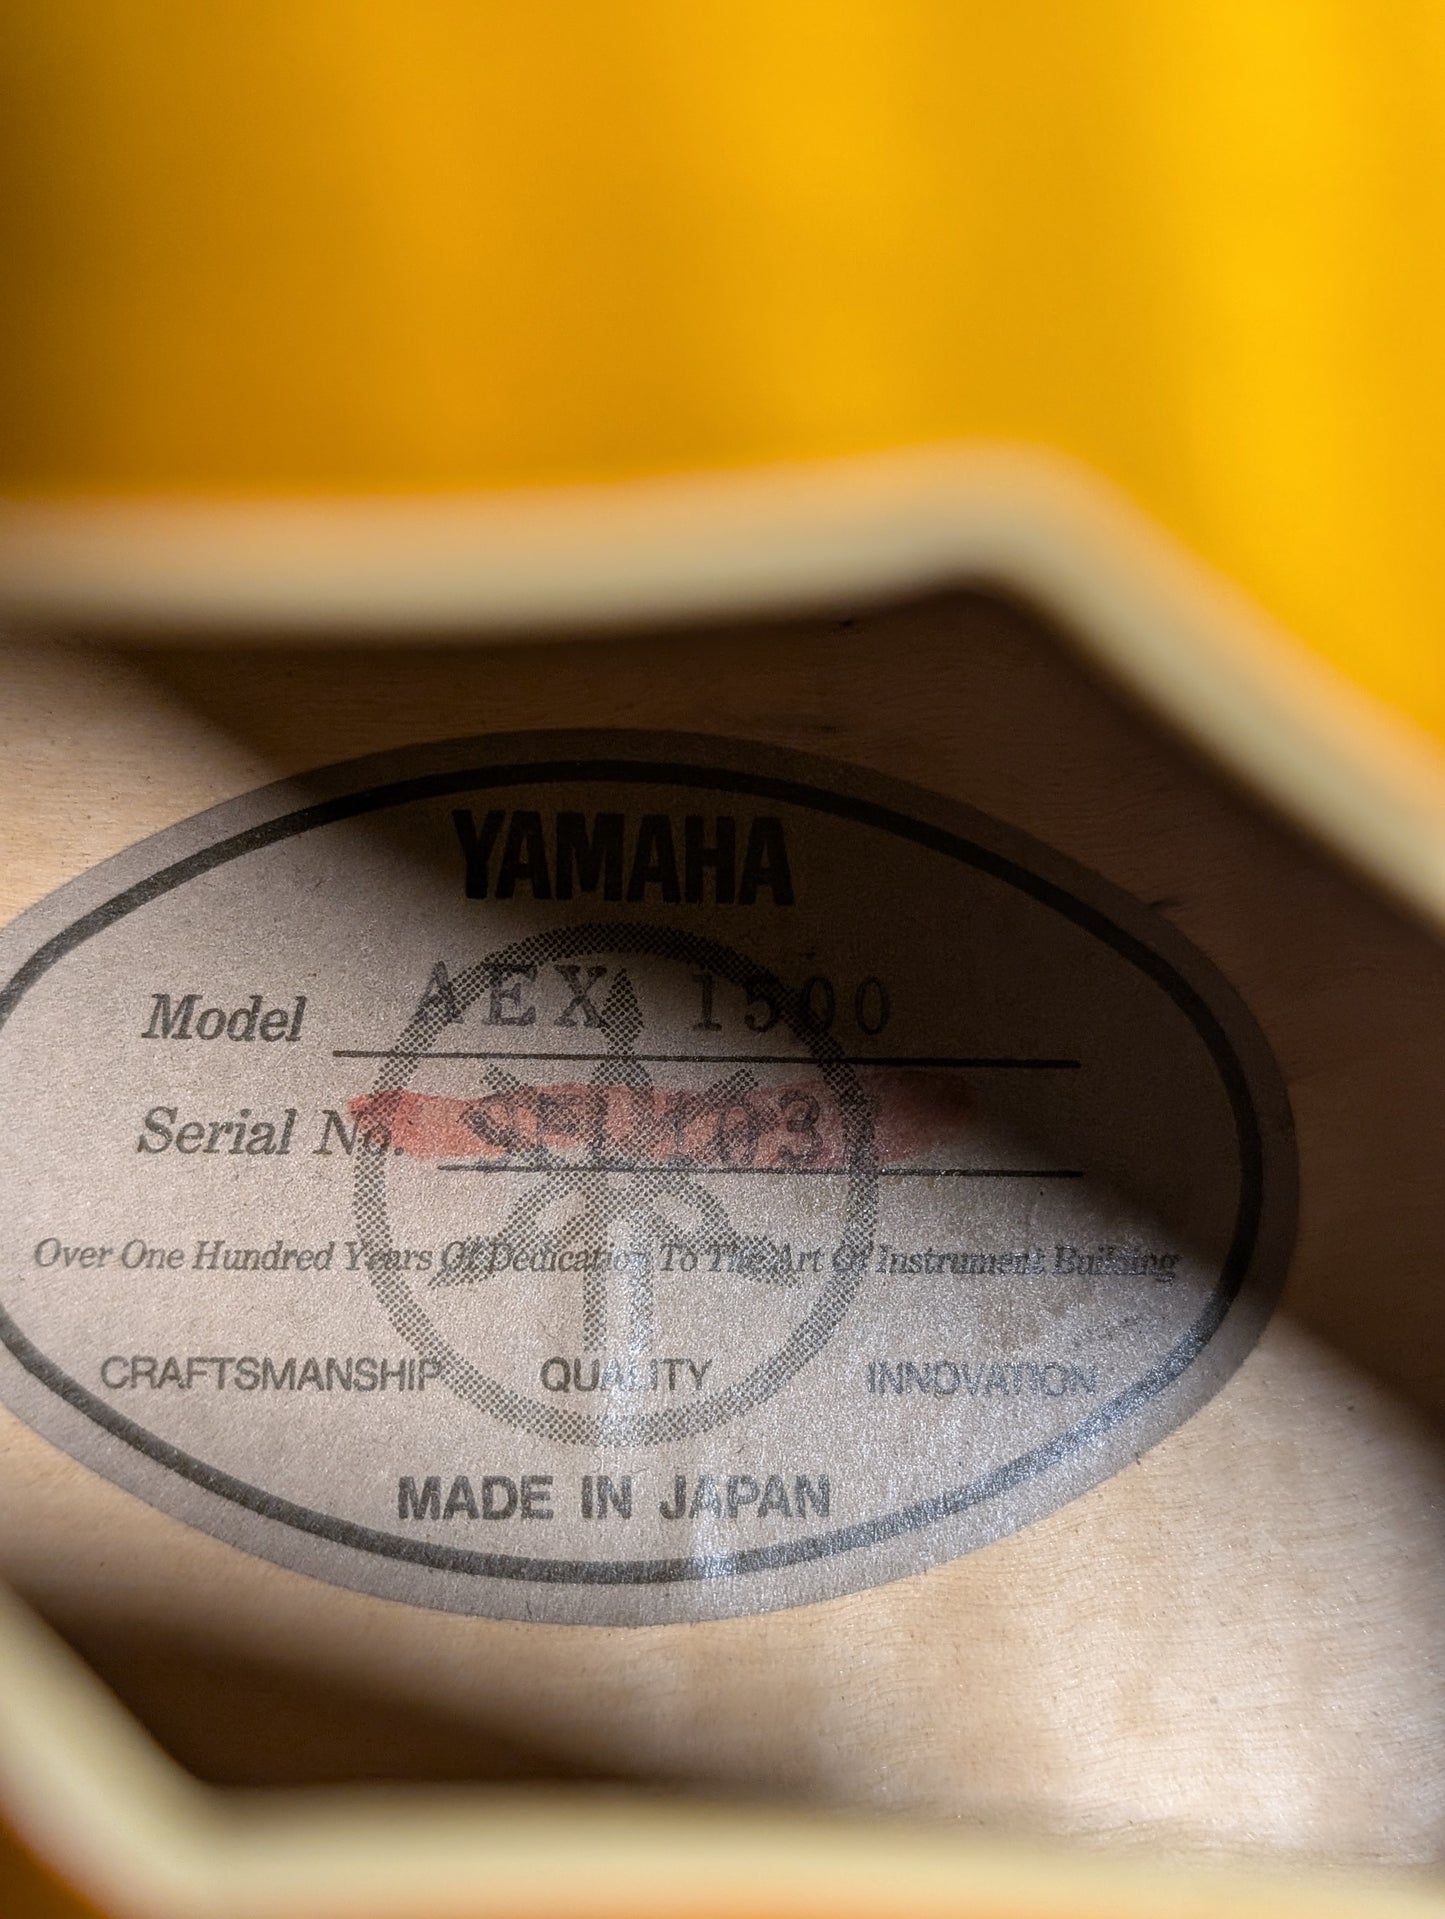 YAMAHA
Model AEX 1500
Serial No.
Over One Hundred Years Of Dedication To The Art Of Instrument Building
CRAFTSMANSHIP QUALITY INNOVATION
MADE IN JAPAN